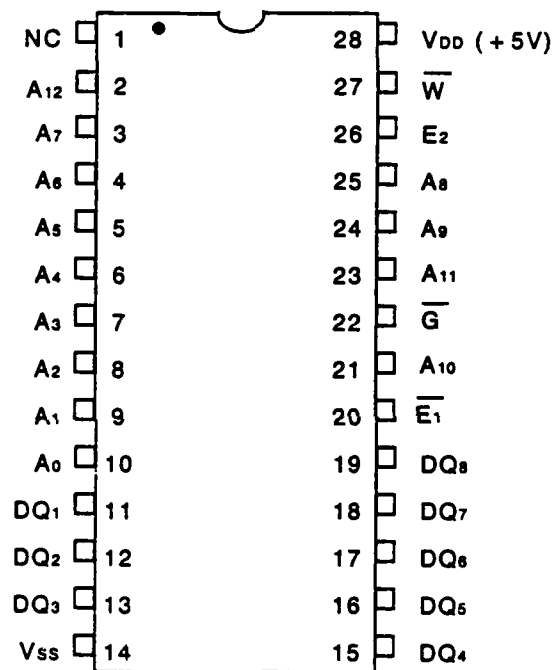 NC 1 28 VDD (+5V)
A12 2 27 W̅
A7 3 26 E2
A6 4 25 A8
A5 5 24 A9
A4 6 23 A11
A3 7 22 G̅
A2 8 21 A10
A1 9 20 E̅1̅
A0 10 19 DQ8
DQ1 11 18 DQ7
DQ2 12 17 DQ6
DQ3 13 16 DQ5
VSS 14 15 DQ4